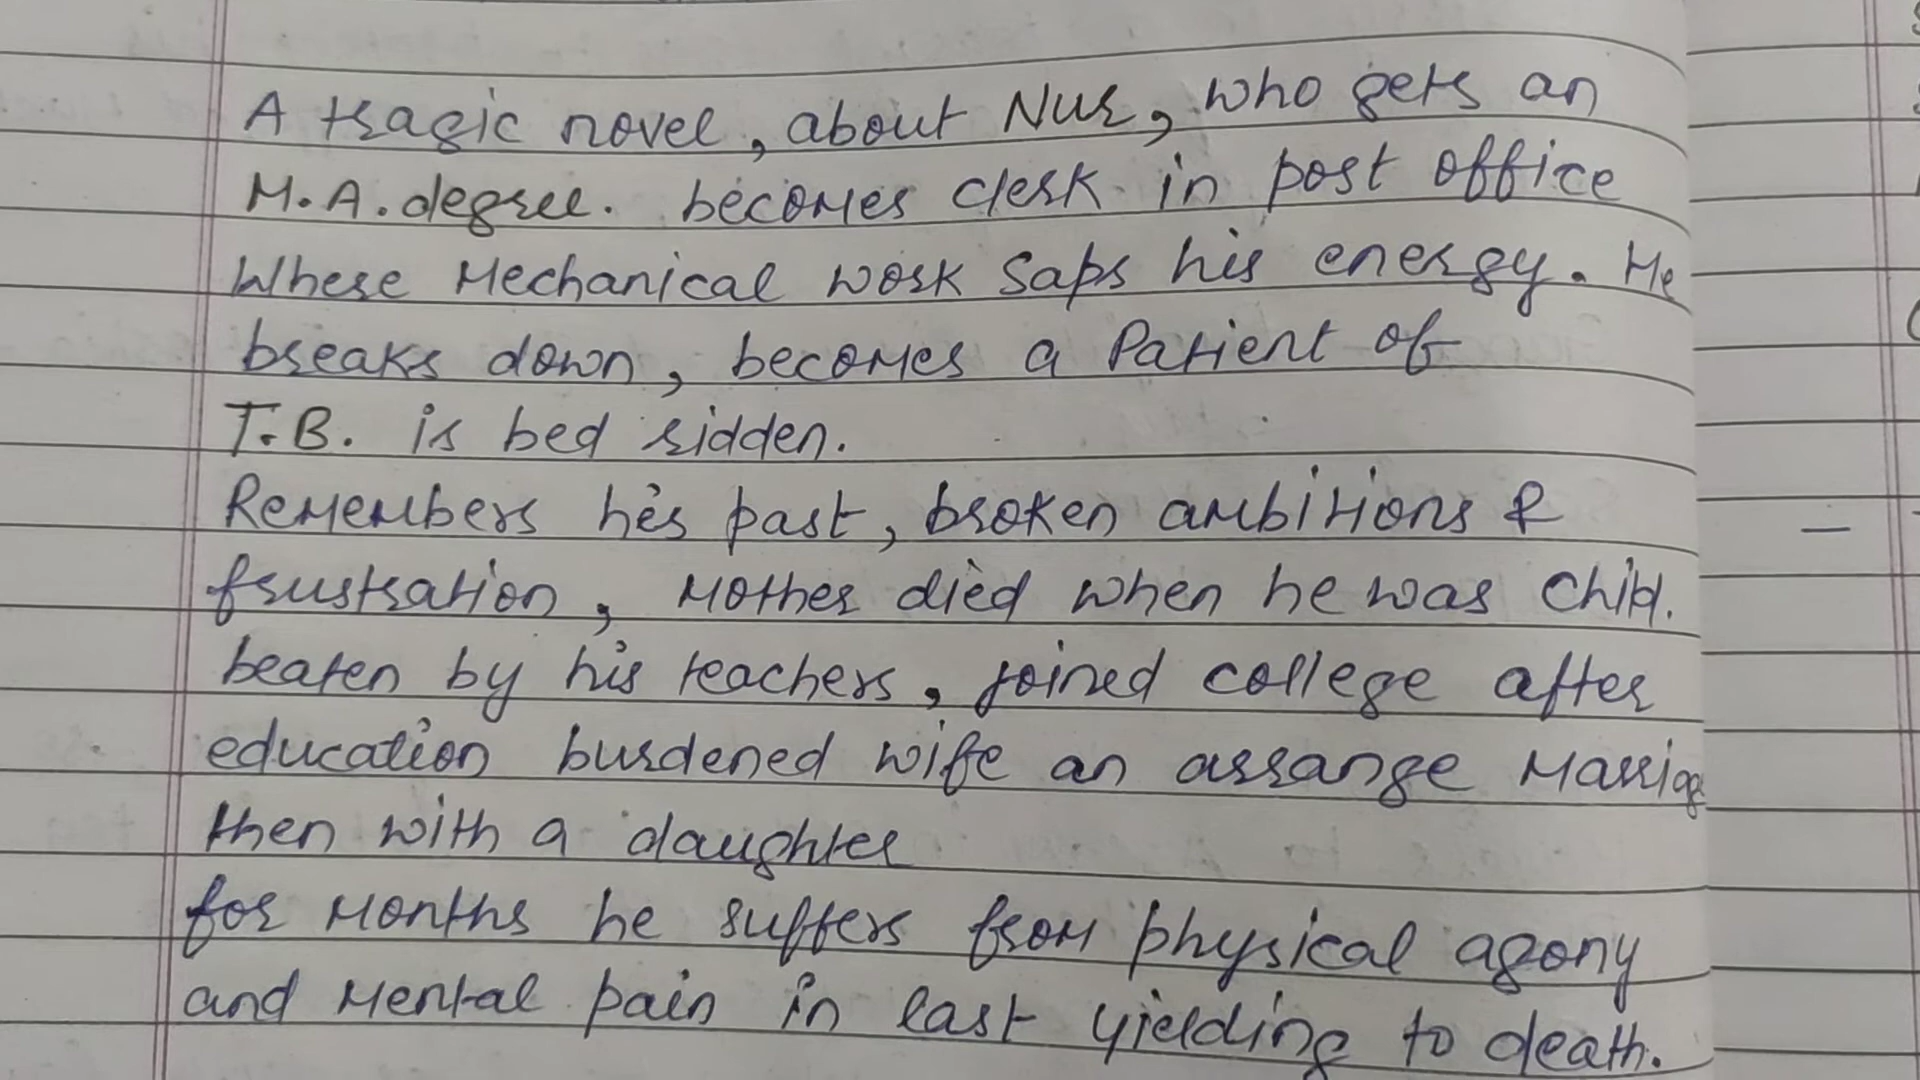 A tragic novel, about Nur, who gets an
M.A. degree. becomes clerk in post office
Where Mechanical work Saps his energy. He
breaks down, becomes a Patient of
T.B. is bed ridden.
Remembers his past, broken ambitions &
frustration, Mother died when he was child.
beaten by his teachers, joined college after
education burdened wife an arrange Marriag
then with a daughter
for Months he suffers from physical agony
and Mental pain in last yielding to death.